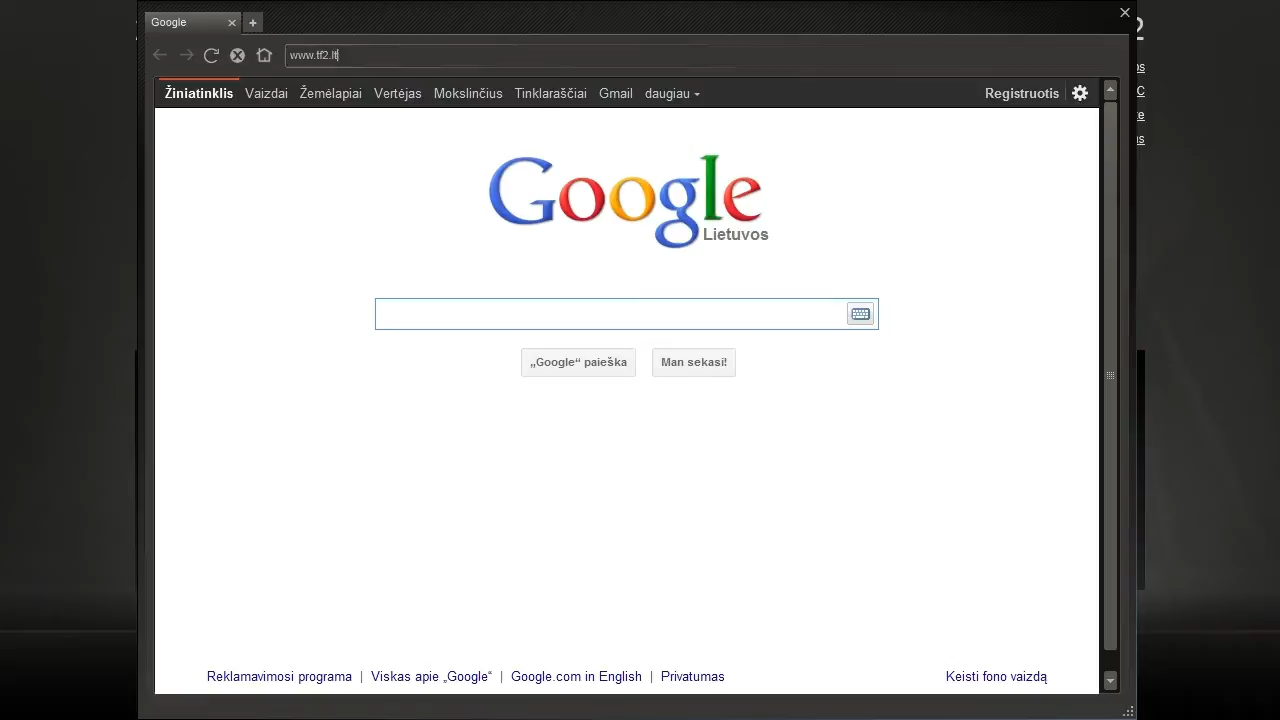 Google
www.tf2.lt
Žiniatinklis Vaizdai Žemėlapiai Vertėjas Mokslinčius Tinklaraščiai Gmail daugiau Registruotis
Google
Lietuvos
„Google“ paieška Man sekasi!
Reklamavimosi programa | Viskas apie „Google“ | Google.com in English | Privatumas Keisti fono vaizdą